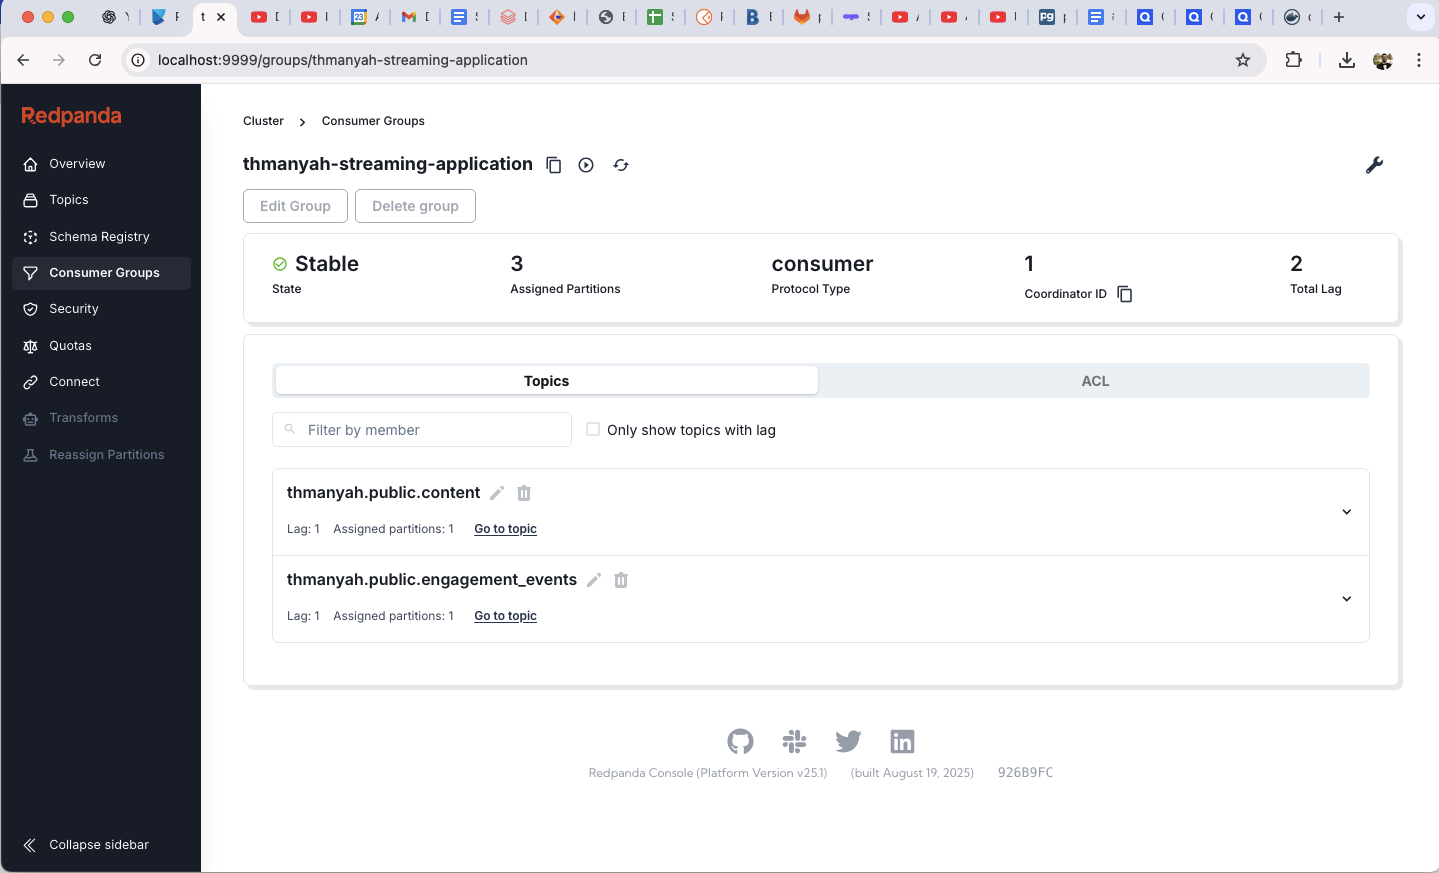 localhost:9999/groups/thmanyah-streaming-application
Redpanda
Overview
Topics
Schema Registry
Consumer Groups
Security
Quotas
Connect
Transforms
Reassign Partitions
Collapse sidebar
Cluster > Consumer Groups
thmanyah-streaming-application
Edit Group Delete group
Stable 3 consumer 1 2
State Assigned Partitions Protocol Type Coordinator ID Total Lag
Topics ACL
Filter by member Only show topics with lag
thmanyah.public.content
Lag: 1 Assigned partitions: 1 Go to topic
thmanyah.public.engagement_events
Lag: 1 Assigned partitions: 1 Go to topic
Redpanda Console (Platform Version v25.1) (built August 19, 2025) 926B9FC